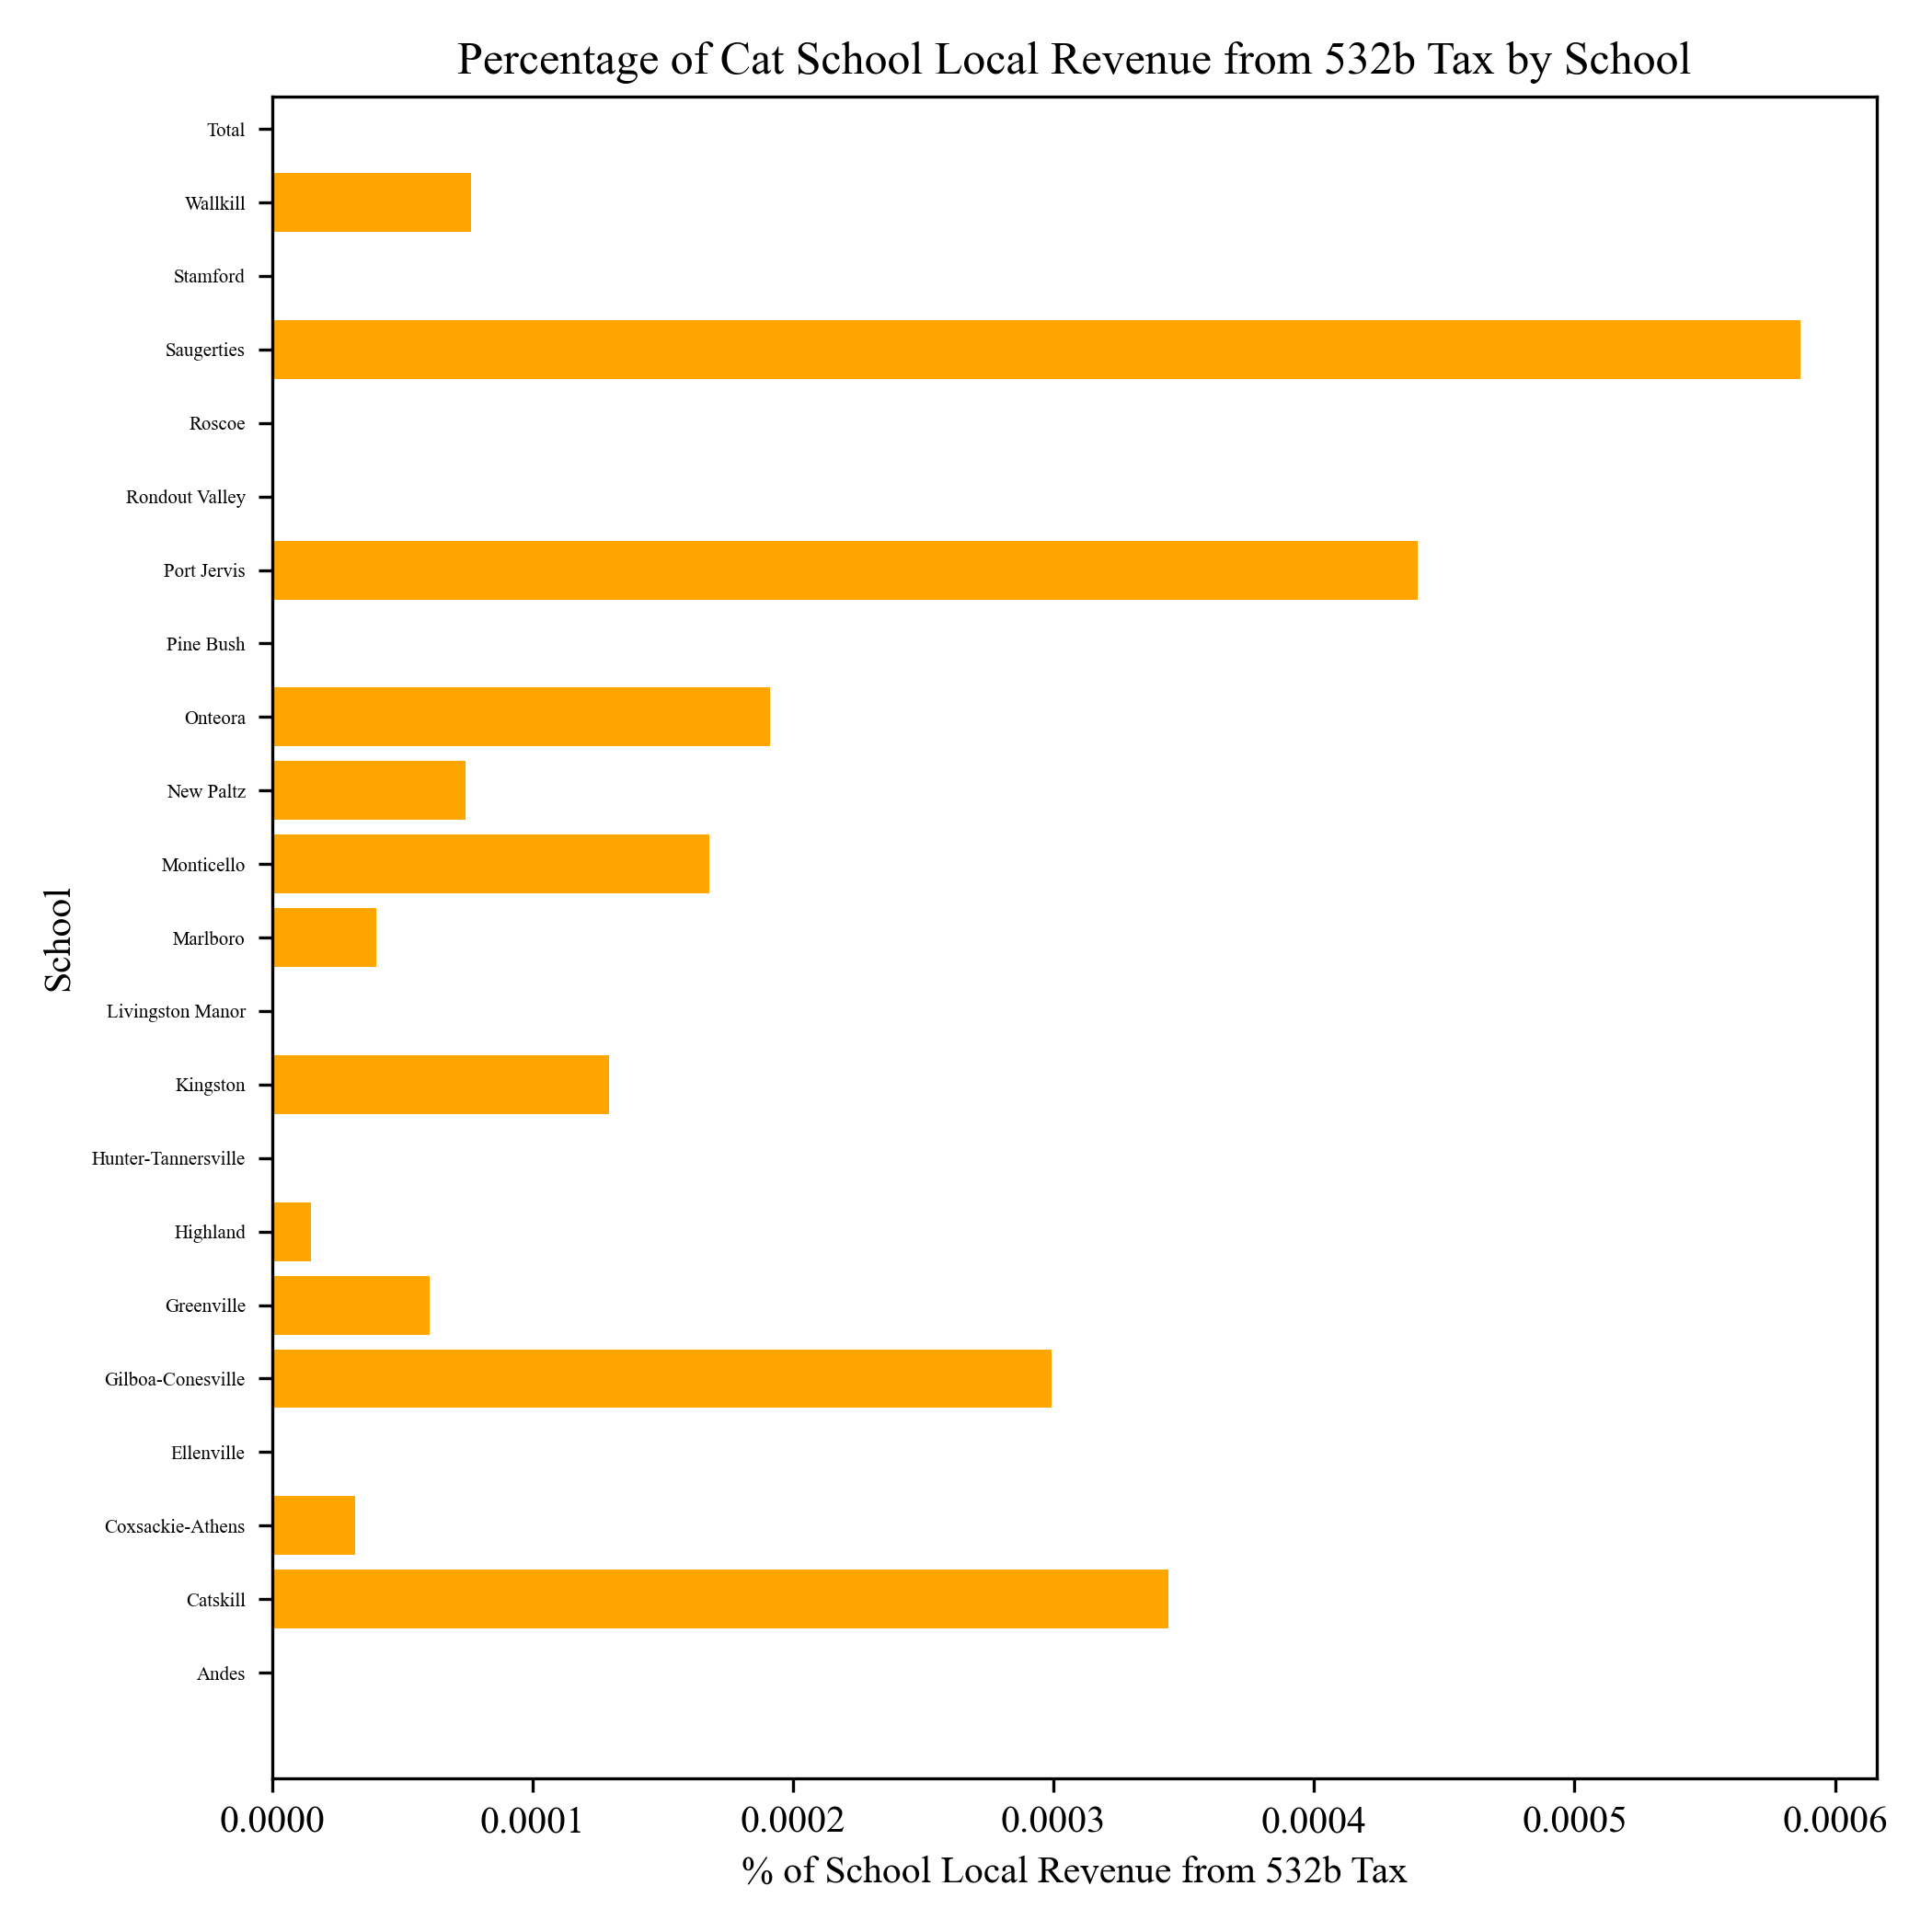 Percentage of Cat School Local Revenue from 532b Tax by School
Total
Wallkill
Stamford
Saugerties
Roscoe
Rondout Valley
Port Jervis
Pine Bush
Onteora
New Paltz
Monticello
Marlboro
Livingston Manor
Kingston
Hunter-Tannersville
Highland
Greenville
Gilboa-Conesville
Ellenville
Coxsackie-Athens
Catskill
Andes
School
0.0000 0.0001 0.0002 0.0003 0.0004 0.0005 0.0006
% of School Local Revenue from 532b Tax